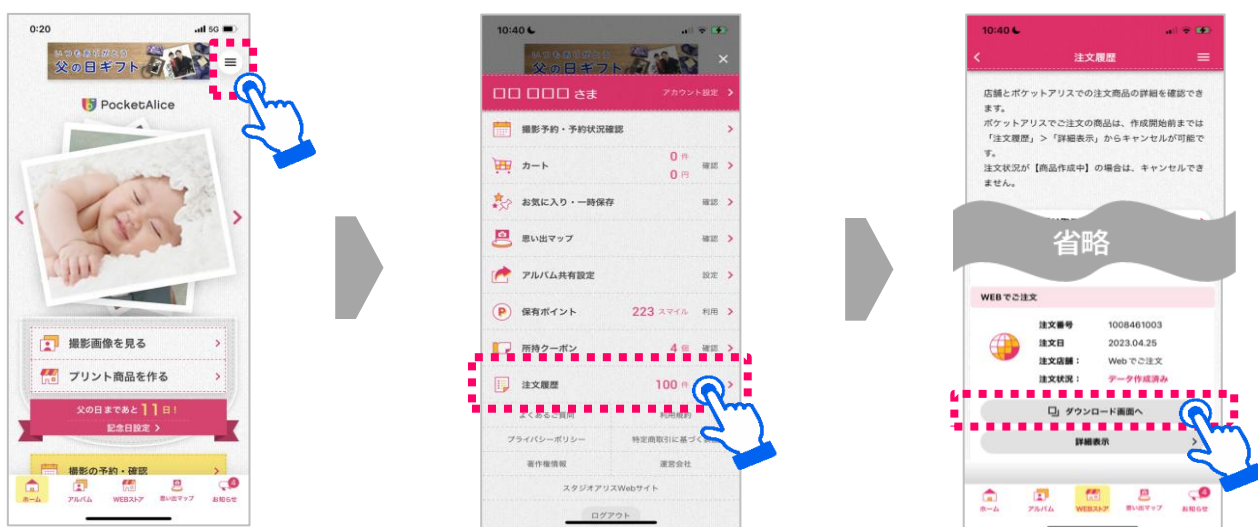 0:20
5G
いつもありがとう
父の日ギフト
PocketAlice
撮影画像を見る
プリント商品を作る
父の日まであと11日!
記念日設定
撮影の予約・確認
4
ホーム
アルバム
WEBストア
思い出マップ
お知らせ
10:40
いつもありがとう
父の日ギフト
×
□□ □□□ さま
アカウント設定
撮影予約・予約状況確認
カート
0 件
0 円
確認
お気に入り・一時保存
確認
思い出マップ
確認
アルバム共有設定
設定
P
保有ポイント
223 スマイル
利用
所持クーポン
4 個
確認
注文履歴
100 件
よくあるご質問
利用規約
プライバシーポリシー
特定商取引に基づく
著作権情報
運営会社
スタジオアリスWebサイト
ログアウト
10:40
注文履歴
店舗とポケットアリスでの注文商品の詳細を確認でき
ます。
ポケットアリスでご注文の商品は、作成開始前までは
「注文履歴」>「詳細表示」からキャンセルが可能で
す。
注文状況が【商品作成中】の場合は、キャンセルでき
ません。
省略
WEBでご注文
注文番号 1008461003
注文日 2023.04.25
注文店舗: Webでご注文
注文状況: データ作成済み
ダウンロード画面へ
詳細表示
4
ホーム
アルバム
WEBストア
思い出マップ
お知らせ